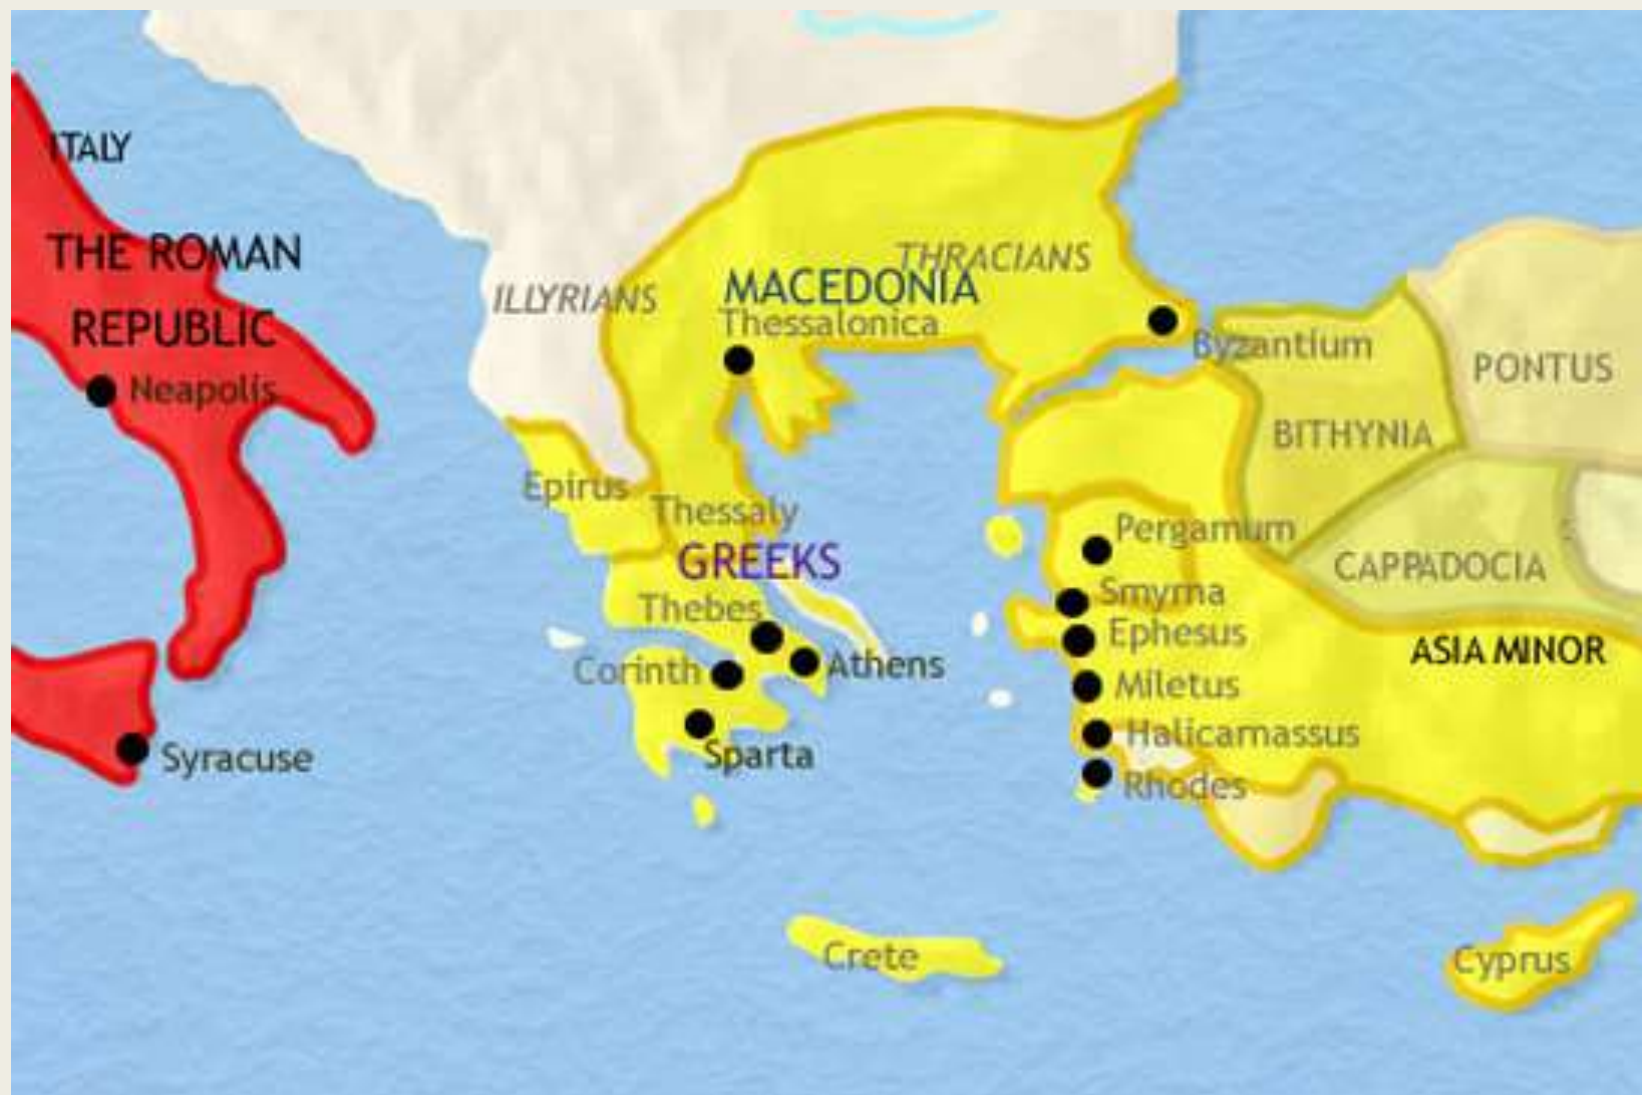 ITALY
THE ROMAN
REPUBLIC
Neapolis
Syracuse
ILLYRIANS
THRACIANS
MACEDONIA
Thessalonica
Byzantium
PONTUS
BITHYNIA
CAPPADOCIA
ASIA MINOR
Epirus
Thessaly
GREEKS
Thebes
Corinth
Athens
Sparta
Pergamum
Smyrna
Ephesus
Miletus
Halicarnassus
Rhodes
Crete
Cyprus